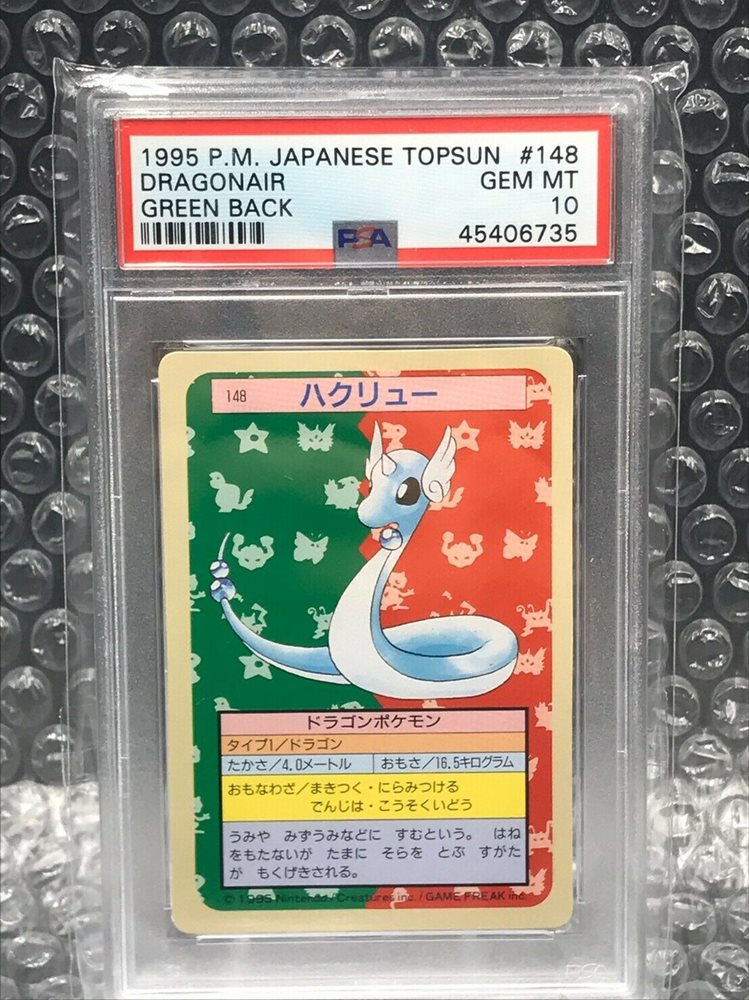 1995 P.M. JAPANESE TOPSUN #148
DRAGONAIR GEM MT
GREEN BACK 10
PSA 45406735
148 ハクリュー
ドラゴンポケモン
タイプ1/ドラゴン
たかさ/4.0メートル おもさ/16.5キログラム
おもなわざ/まきつく・にらみつける
でんじは・こうそくいどう
うみや みずうみなどに すむという。 はね
をもたないが たまに そらを とぶ すがた
が もくげきされる。
© 1995 Nintendo / Creatures inc. / GAME FREAK inc.
PSA